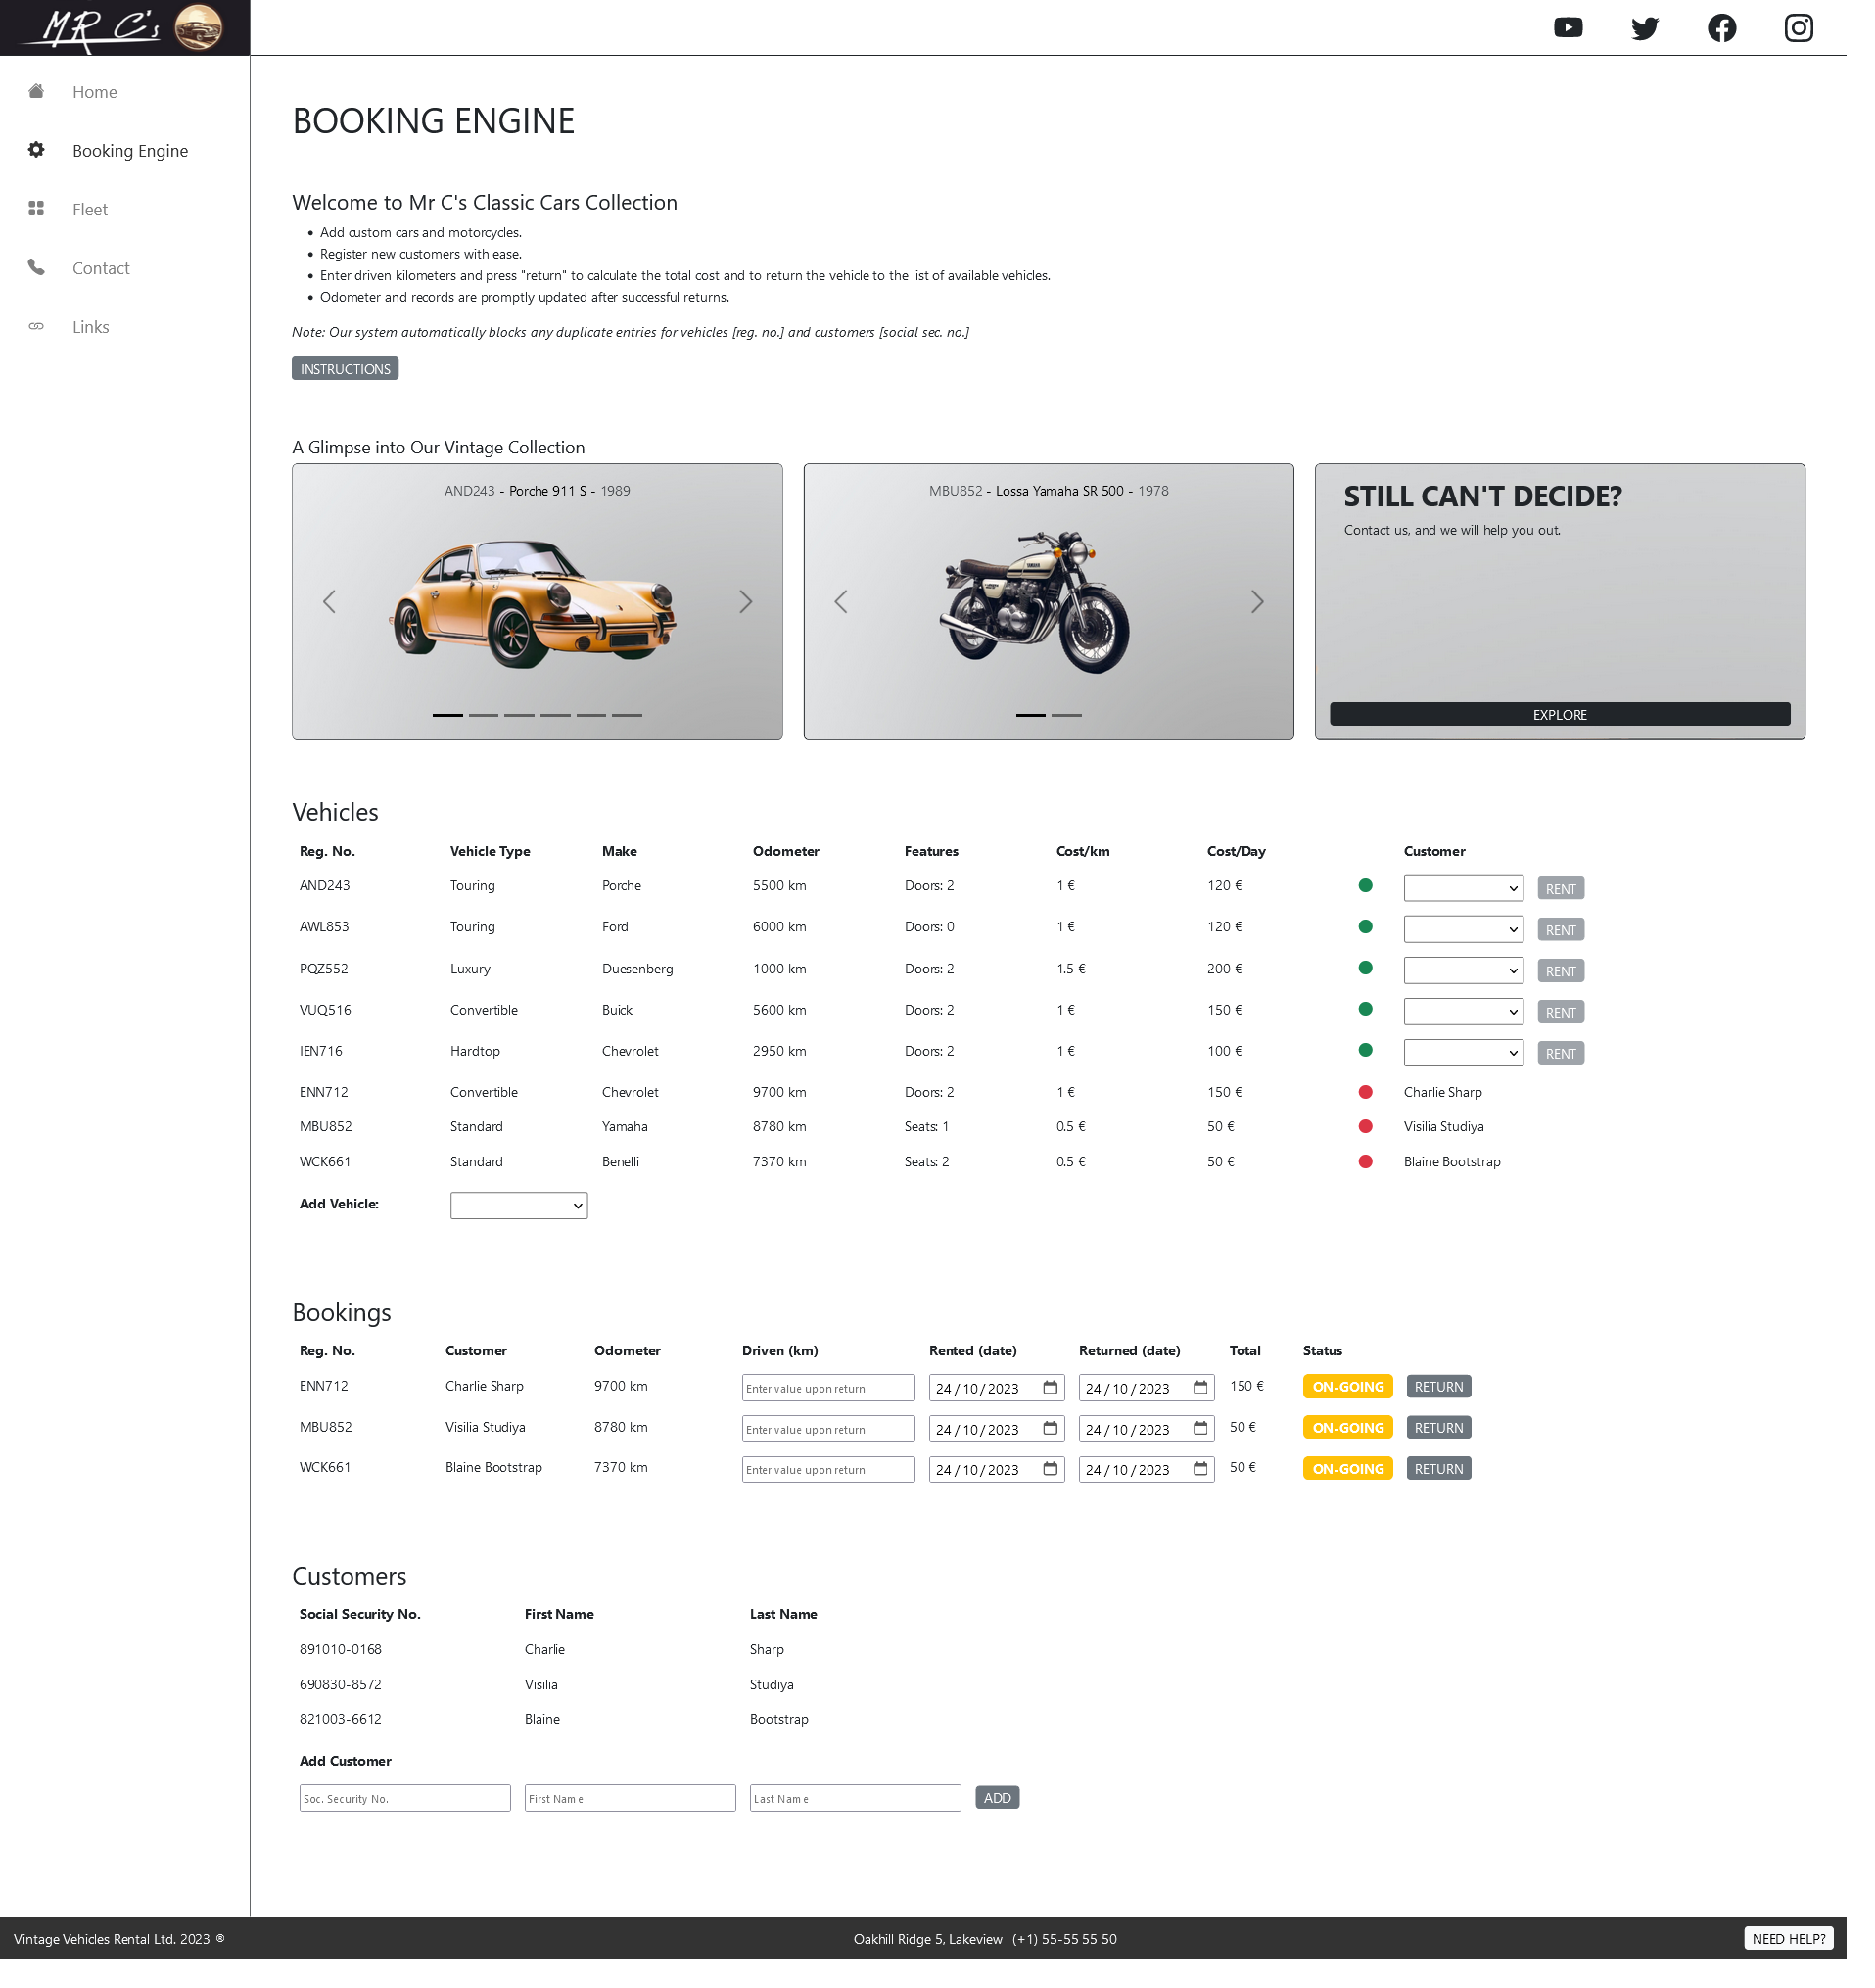 MR C's
Home
Booking Engine
Fleet
Contact
Links
BOOKING ENGINE
Welcome to Mr C's Classic Cars Collection
• Add custom cars and motorcycles.
• Register new customers with ease.
• Enter driven kilometers and press "return" to calculate the total cost and to return the vehicle to the list of available vehicles.
• Odometer and records are promptly updated after successful returns.
Note: Our system automatically blocks any duplicate entries for vehicles [reg. no.] and customers [social sec. no.]
INSTRUCTIONS
A Glimpse into Our Vintage Collection
AND243 - Porche 911 S - 1989
MBU852 - Lossa Yamaha SR 500 - 1978
YAMAHA
STILL CAN'T DECIDE?
Contact us, and we will help you out.
EXPLORE
Vehicles
Reg. No. Vehicle Type Make Odometer Features Cost/km Cost/Day Customer
AND243 Touring Porche 5500 km Doors: 2 1 € 120 € RENT
AWL853 Touring Ford 6000 km Doors: 0 1 € 120 € RENT
PQZ552 Luxury Duesenberg 1000 km Doors: 2 1.5 € 200 € RENT
VUQ516 Convertible Buick 5600 km Doors: 2 1 € 150 € RENT
IEN716 Hardtop Chevrolet 2950 km Doors: 2 1 € 100 € RENT
ENN712 Convertible Chevrolet 9700 km Doors: 2 1 € 150 € Charlie Sharp
MBU852 Standard Yamaha 8780 km Seats: 1 0.5 € 50 € Visilia Studiya
WCK661 Standard Benelli 7370 km Seats: 2 0.5 € 50 € Blaine Bootstrap
Add Vehicle:
Bookings
Reg. No. Customer Odometer Driven (km) Rented (date) Returned (date) Total Status
ENN712 Charlie Sharp 9700 km Enter value upon return 24/10/2023 24/10/2023 150 € ON-GOING RETURN
MBU852 Visilia Studiya 8780 km Enter value upon return 24/10/2023 24/10/2023 50 € ON-GOING RETURN
WCK661 Blaine Bootstrap 7370 km Enter value upon return 24/10/2023 24/10/2023 50 € ON-GOING RETURN
Customers
Social Security No. First Name Last Name
891010-0168 Charlie Sharp
690830-8572 Visilia Studiya
821003-6612 Blaine Bootstrap
Add Customer
Soc. Security No. First Name Last Name ADD
Vintage Vehicles Rental Ltd. 2023 ® Oakhill Ridge 5, Lakeview | (+1) 55-55 55 50 NEED HELP?